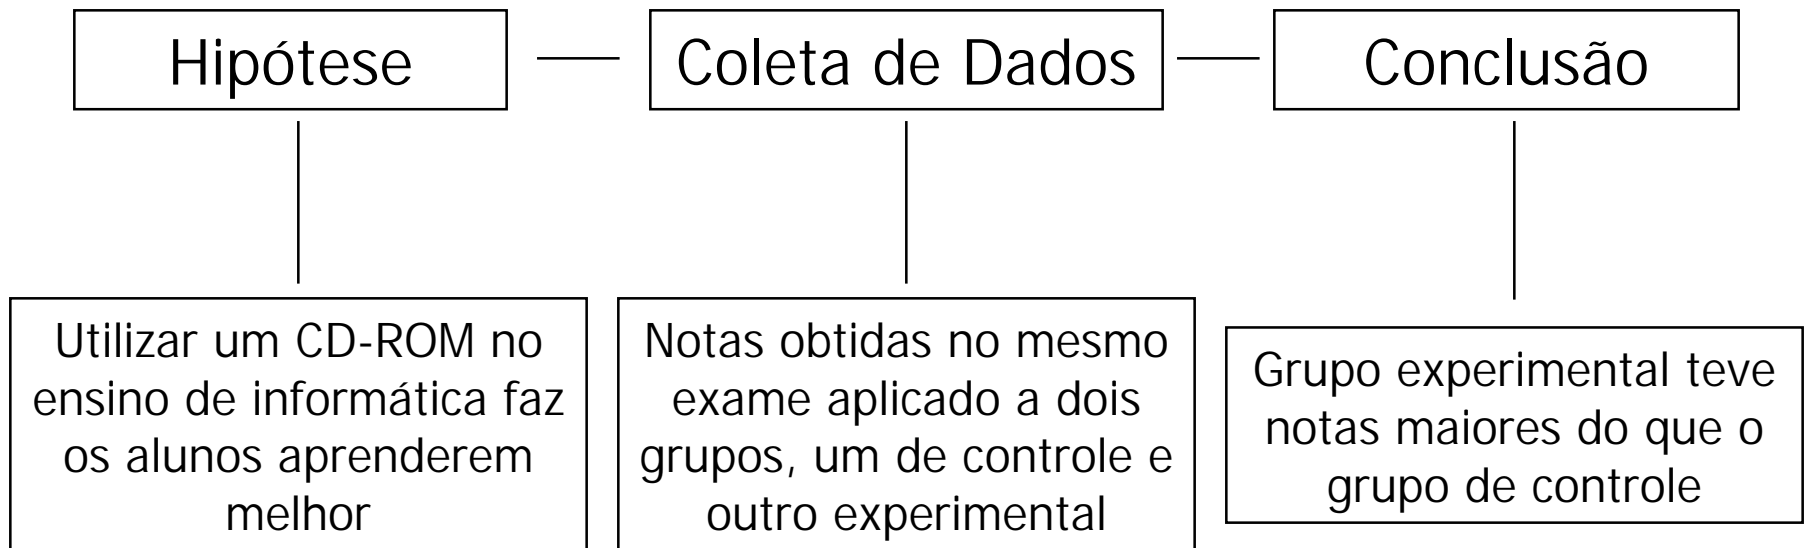 Hipótese
Coleta de Dados
Conclusão
Utilizar um CD-ROM no
ensino de informática faz
os alunos aprenderem
melhor
Notas obtidas no mesmo
exame aplicado a dois
grupos, um de controle e
outro experimental
Grupo experimental teve
notas maiores do que o
grupo de controle